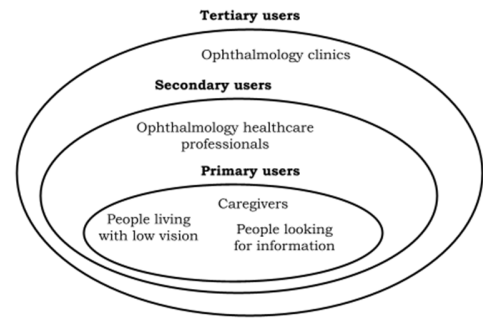 Tertiary users
Ophthalmology clinics
Secondary users
Ophthalmology healthcare
professionals
Primary users
Caregivers
People living
with low vision
People looking
for information